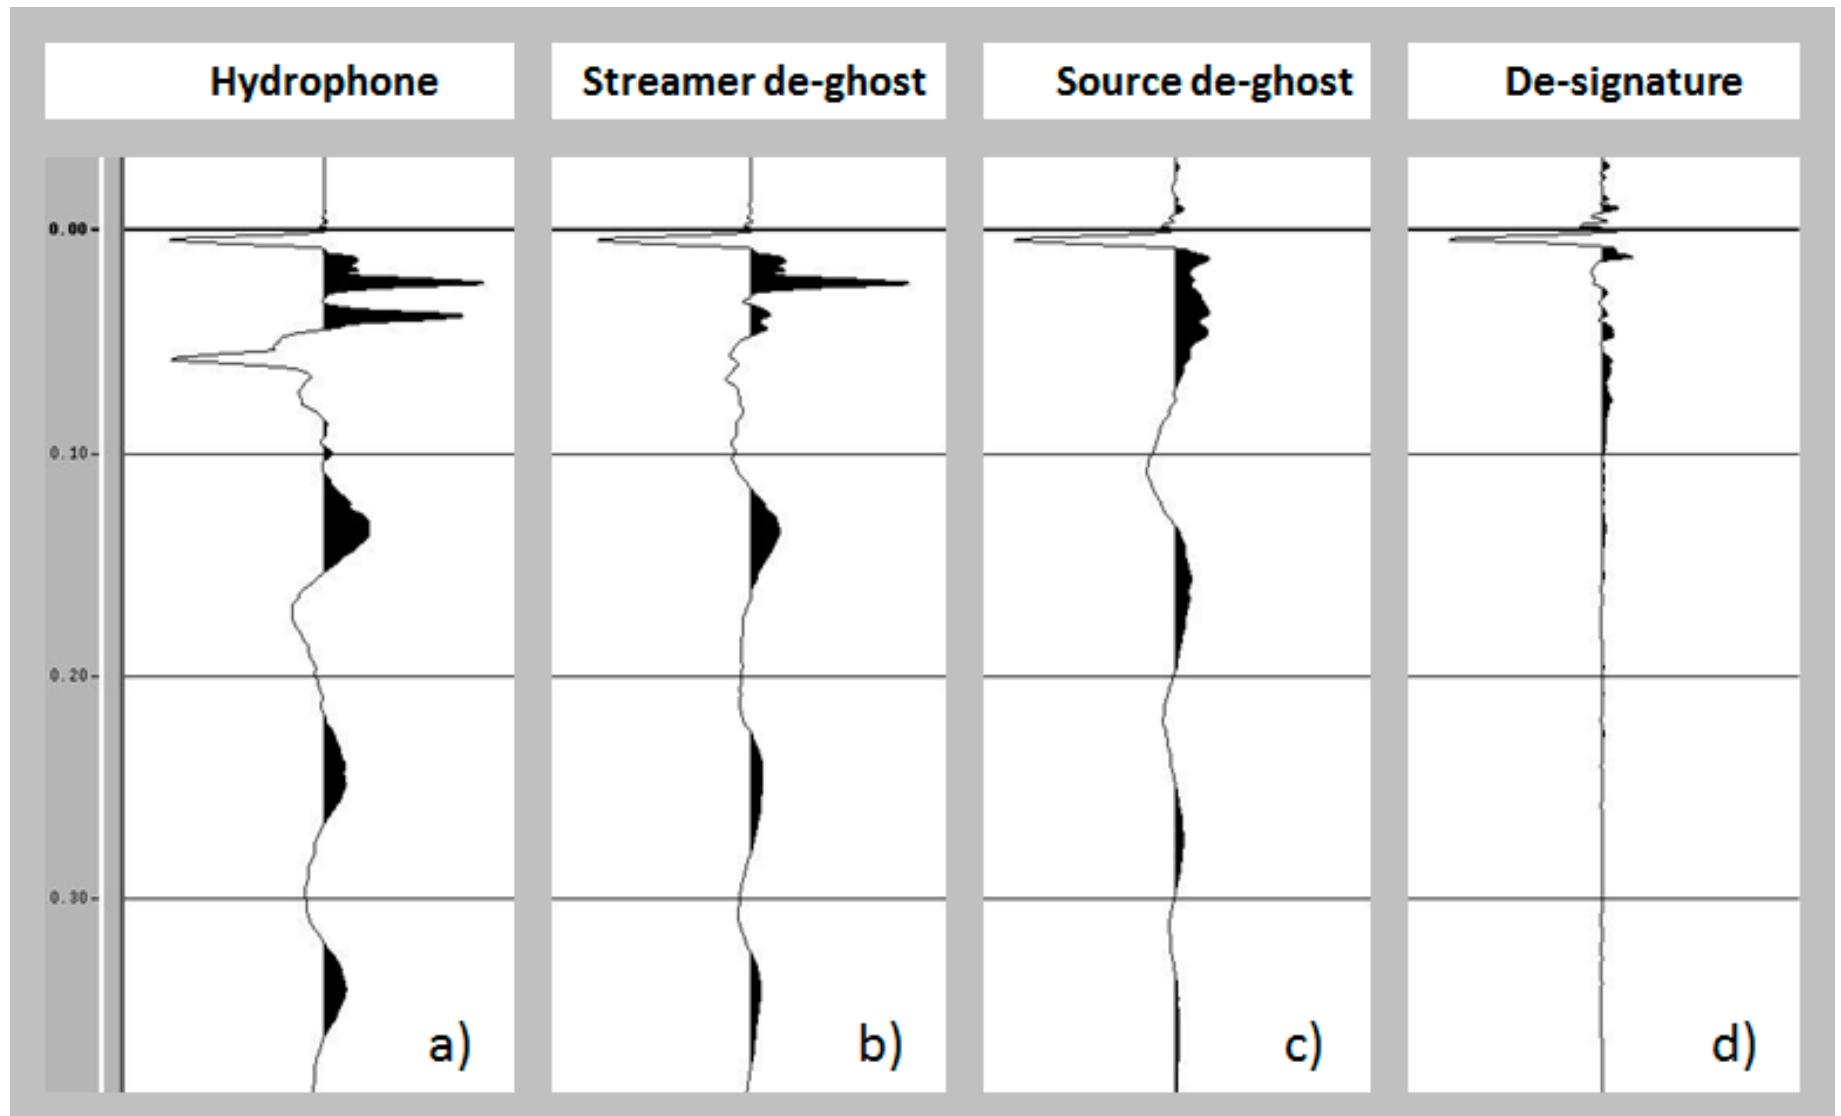 Hydrophone
Streamer de-ghost
Source de-ghost
De-signature
0.00
0.10
0.20
0.30
a)
b)
c)
d)